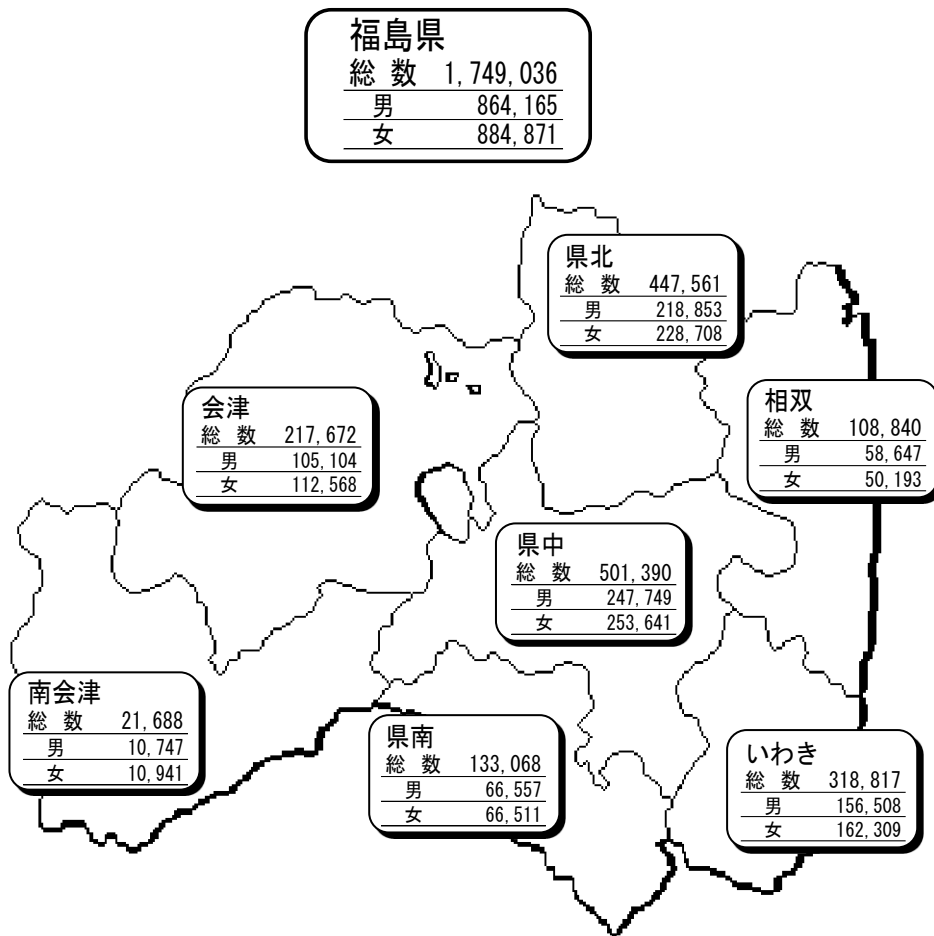 福島県
総 数 1,749,036
男 864,165
女 884,871
県北
総 数 447,561
男 218,853
女 228,708
会津
総 数 217,672
男 105,104
女 112,568
相双
総 数 108,840
男 58,647
女 50,193
県中
総 数 501,390
男 247,749
女 253,641
南会津
総 数 21,688
男 10,747
女 10,941
県南
総 数 133,068
男 66,557
女 66,511
いわき
総 数 318,817
男 156,508
女 162,309